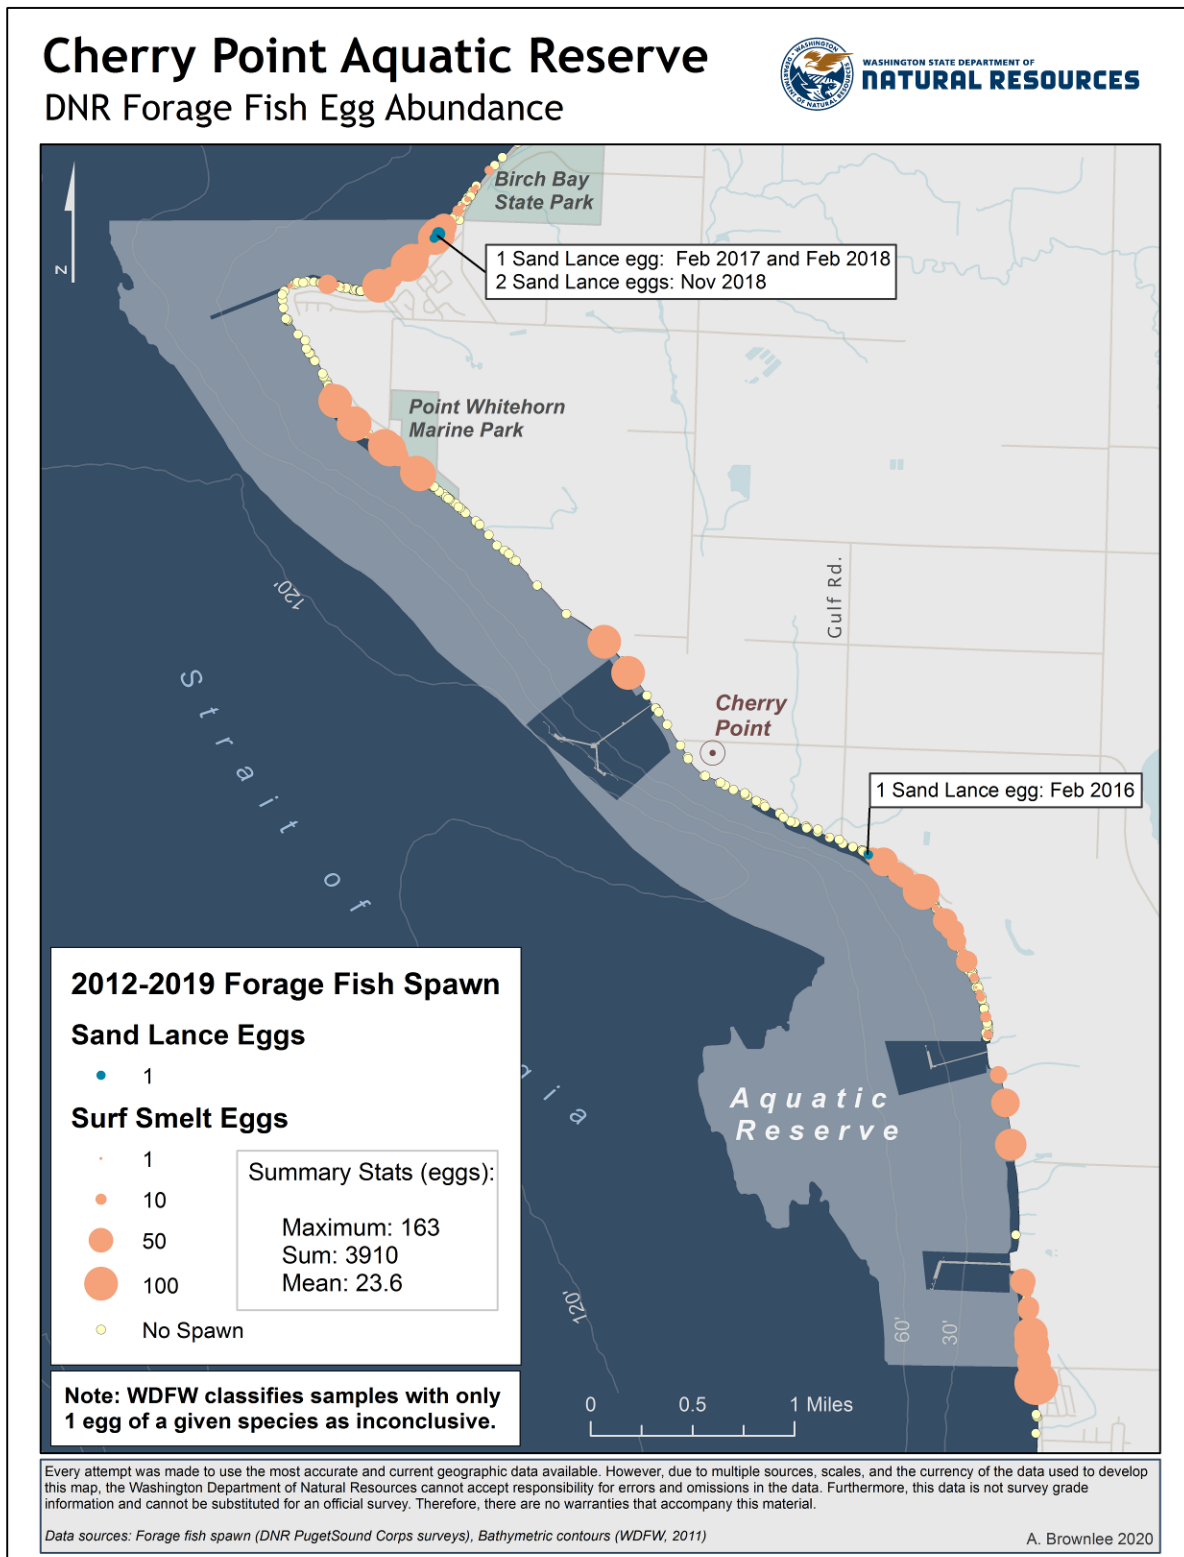 Cherry Point Aquatic Reserve
DNR Forage Fish Egg Abundance
WASHINGTON STATE DEPARTMENT OF
NATURAL RESOURCES
WASHINGTON
DEPARTMENT OF NATURAL RESOURCES
N
Birch Bay
State Park
1 Sand Lance egg:  Feb 2017 and Feb 2018
2 Sand Lance eggs: Nov 2018
Point Whitehorn
Marine Park
120'
Gulf Rd.
Strait of
Cherry
Point
1 Sand Lance egg: Feb 2016
gia
Aquatic
Reserve
120'
60'
30'
2012-2019 Forage Fish Spawn
Sand Lance Eggs
1
Surf Smelt Eggs
1
10
50
100
No Spawn
Summary Stats (eggs):
Maximum: 163
Sum: 3910
Mean: 23.6
Note: WDFW classifies samples with only
1 egg of a given species as inconclusive.
0 0.5 1 Miles
Every attempt was made to use the most accurate and current geographic data available. However, due to multiple sources, scales, and the currency of the data used to develop
this map, the Washington Department of Natural Resources cannot accept responsibility for errors and omissions in the data. Furthermore, this data is not survey grade
information and cannot be substituted for an official survey. Therefore, there are no warranties that accompany this material.
Data sources: Forage fish spawn (DNR PugetSound Corps surveys), Bathymetric contours (WDFW, 2011)
A. Brownlee 2020